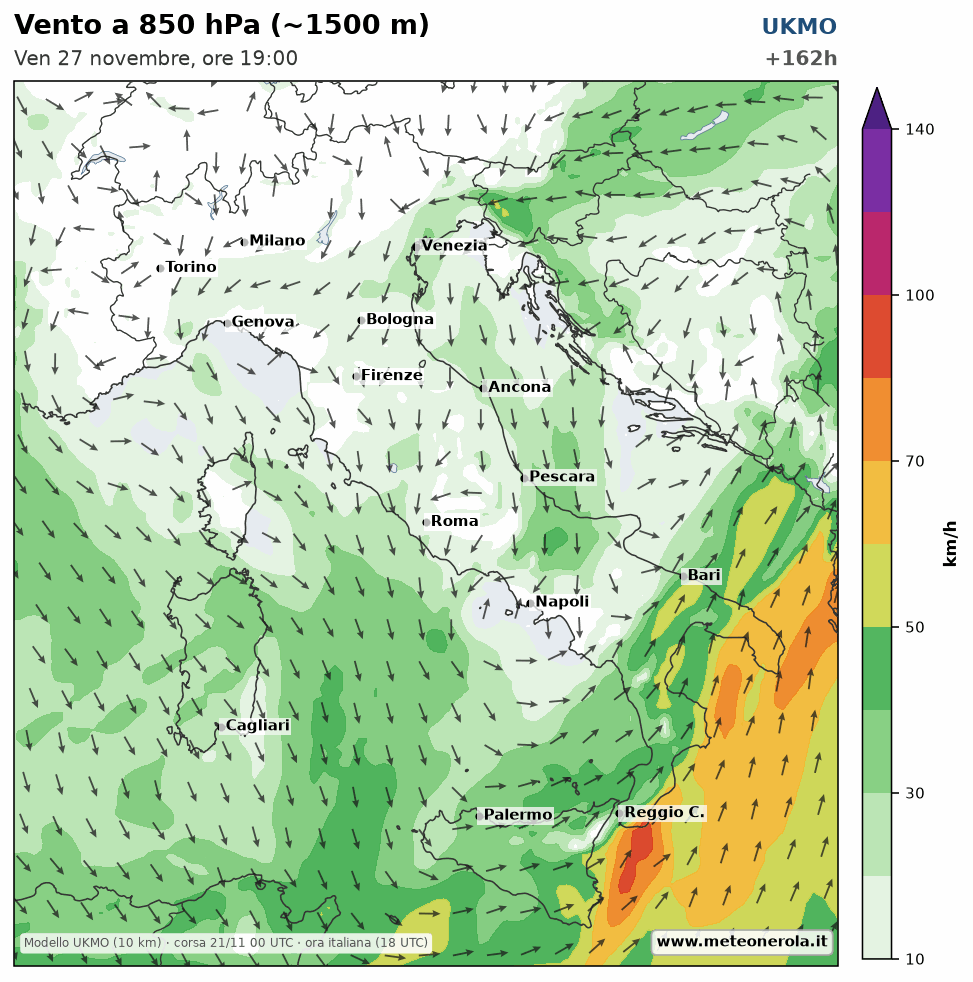 Vento a 850 hPa (~1500 m)
UKMO
Ven 27 novembre, ore 19:00
+162h
140
100
70
50
30
10
km/h
Milano
Venezia
Torino
Genova
Bologna
Firenze
Ancona
Pescara
Roma
Bari
Napoli
Cagliari
Palermo
Reggio C.
Modello UKMO (10 km) · corsa 21/11 00 UTC · ora italiana (18 UTC)
www.meteonerola.it